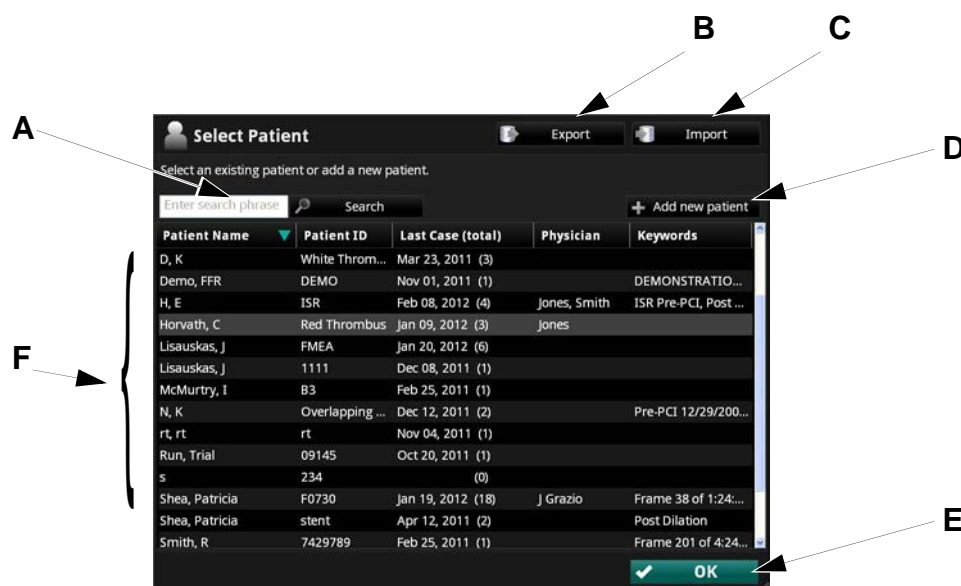 B C
A
Select Patient Export Import
D
Select an existing patient or add a new patient.
Enter search phrase Search + Add new patient
Patient Name Patient ID Last Case (total) Physician Keywords
D, K White Throm... Mar 23, 2011 (3)
Demo, FFR DEMO Nov 01, 2011 (1) DEMONSTRATIO...
H, E ISR Feb 08, 2012 (4) Jones, Smith ISR Pre-PCI, Post ...
Horvath, C Red Thrombus Jan 09, 2012 (3) Jones
Lisauskas, J FMEA Jan 20, 2012 (6)
F
Lisauskas, J 1111 Dec 08, 2011 (1)
McMurtry, I B3 Feb 25, 2011 (1)
N, K Overlapping ... Dec 12, 2011 (2) Pre-PCI 12/29/200...
rt, rt rt Nov 04, 2011 (1)
Run, Trial 09145 Oct 20, 2011 (1)
s 234 (0)
Shea, Patricia F0730 Jan 19, 2012 (18) J Grazio Frame 38 of 1:24:...
Shea, Patricia stent Apr 12, 2011 (2) Post Dilation
E
Smith, R 7429789 Feb 25, 2011 (1) Frame 201 of 4:24...
OK